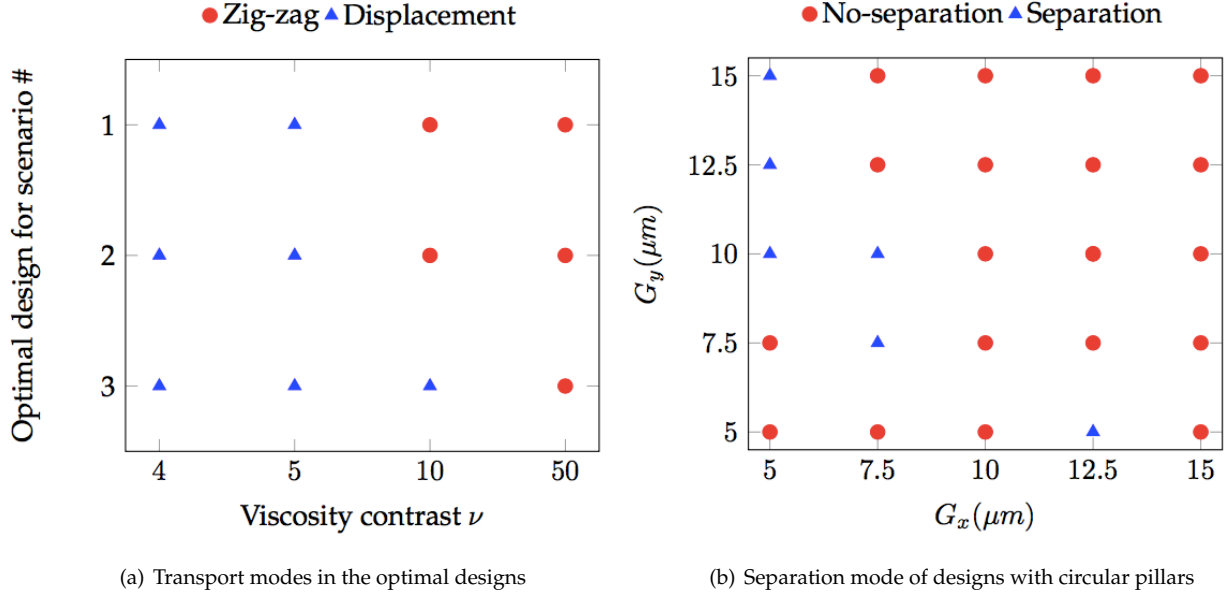 Zig-zag Displacement
Optimal design for scenario #
1
2
3
4 5 10 50
Viscosity contrast ν
(a) Transport modes in the optimal designs
No-separation Separation
G_y(μm)
15
12.5
10
7.5
5
5 7.5 10 12.5 15
G_x(μm)
(b) Separation mode of designs with circular pillars